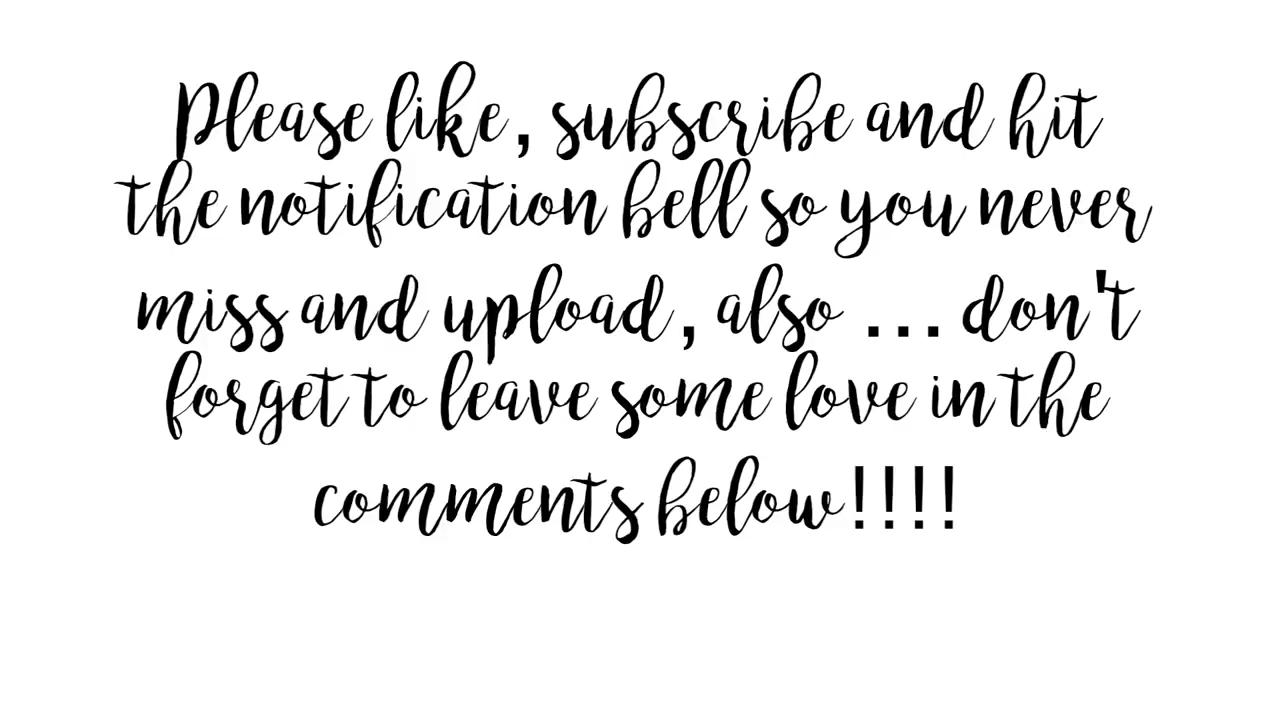 Please like, subscribe and hit
the notification bell so you never
miss and upload, also ... don't
forget to leave some love in the
comments below!!!!